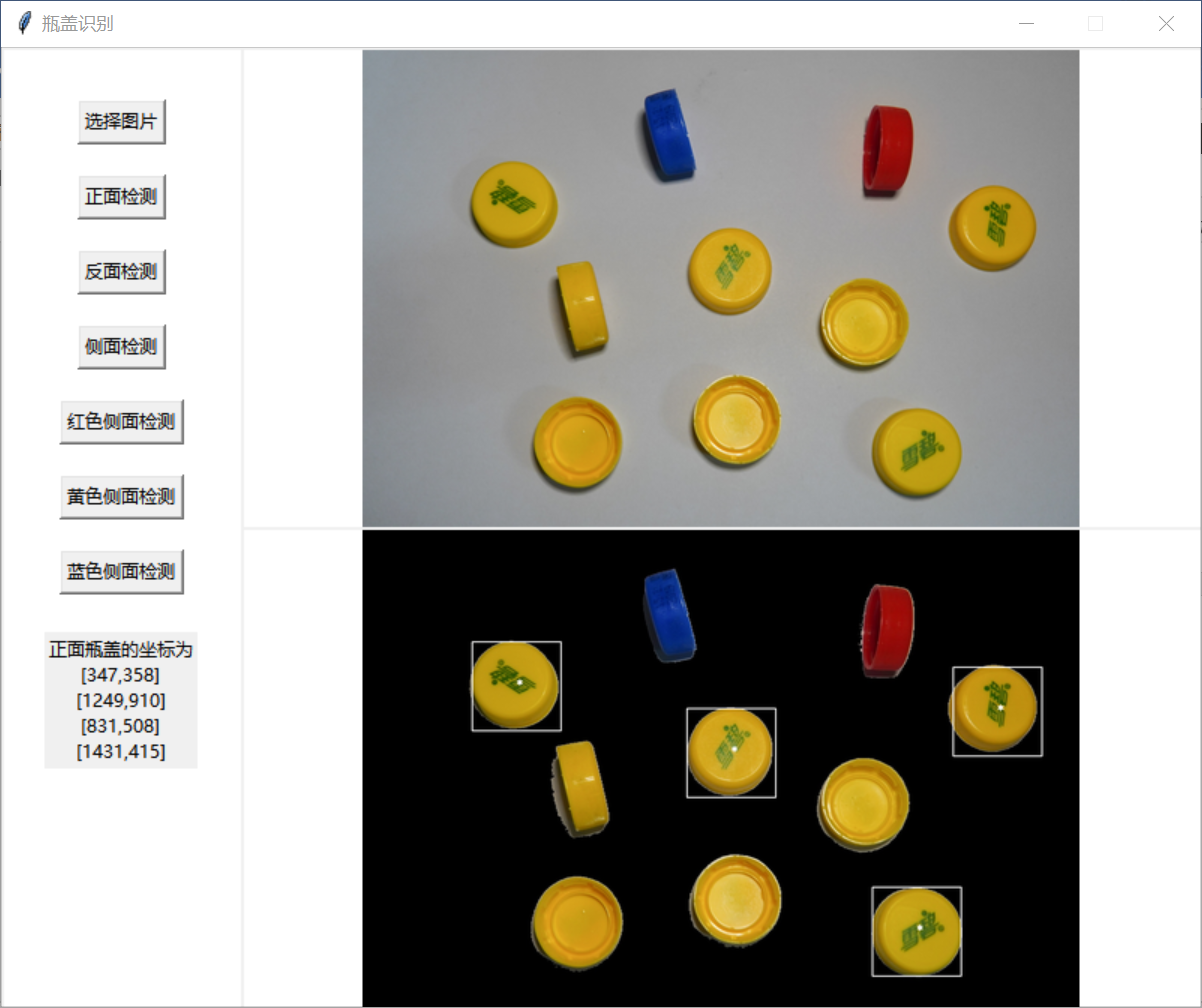 瓶盖识别
选择图片
正面检测
反面检测
侧面检测
红色侧面检测
黄色侧面检测
蓝色侧面检测
正面瓶盖的坐标为
[347,358]
[1249,910]
[831,508]
[1431,415]